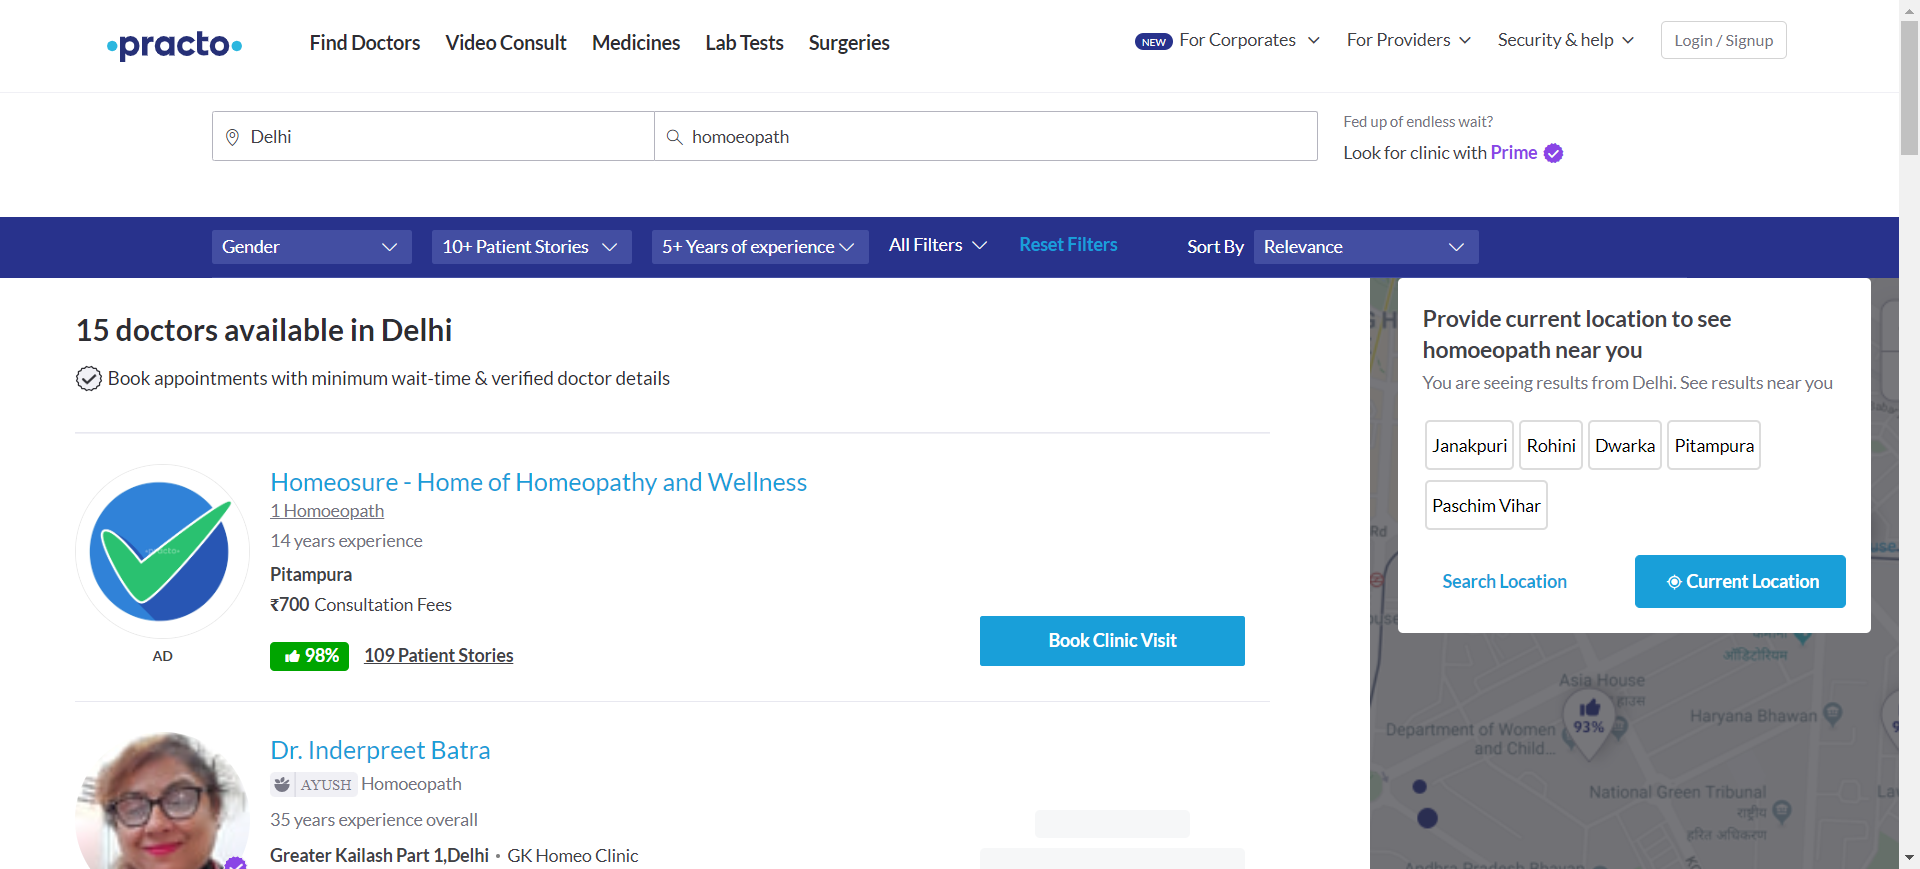 practo
Find Doctors
Video Consult
Medicines
Lab Tests
Surgeries
NEW For Corporates
For Providers
Security & help
Login / Signup
Delhi
homoeopath
Fed up of endless wait?
Look for clinic with Prime
Gender
10+ Patient Stories
5+ Years of experience
All Filters
Reset Filters
Sort By
Relevance
15 doctors available in Delhi
Book appointments with minimum wait-time & verified doctor details
Homeosure - Home of Homeopathy and Wellness
1 Homoeopath
14 years experience
Pitampura
₹700 Consultation Fees
98%
109 Patient Stories
practo
AD
Book Clinic Visit
Dr. Inderpreet Batra
AYUSH Homoeopath
35 years experience overall
Greater Kailash Part 1,Delhi • GK Homeo Clinic
Provide current location to see
homoeopath near you
You are seeing results from Delhi. See results near you
Janakpuri
Rohini
Dwarka
Pitampura
Paschim Vihar
Search Location
Current Location
Rd
Asia House
हाउस
93%
Department of Women
and Child...
Haryana Bhawan
National Green Tribunal
राष्ट्रीय
हरित अधिकरण
ऑडिटोरियम